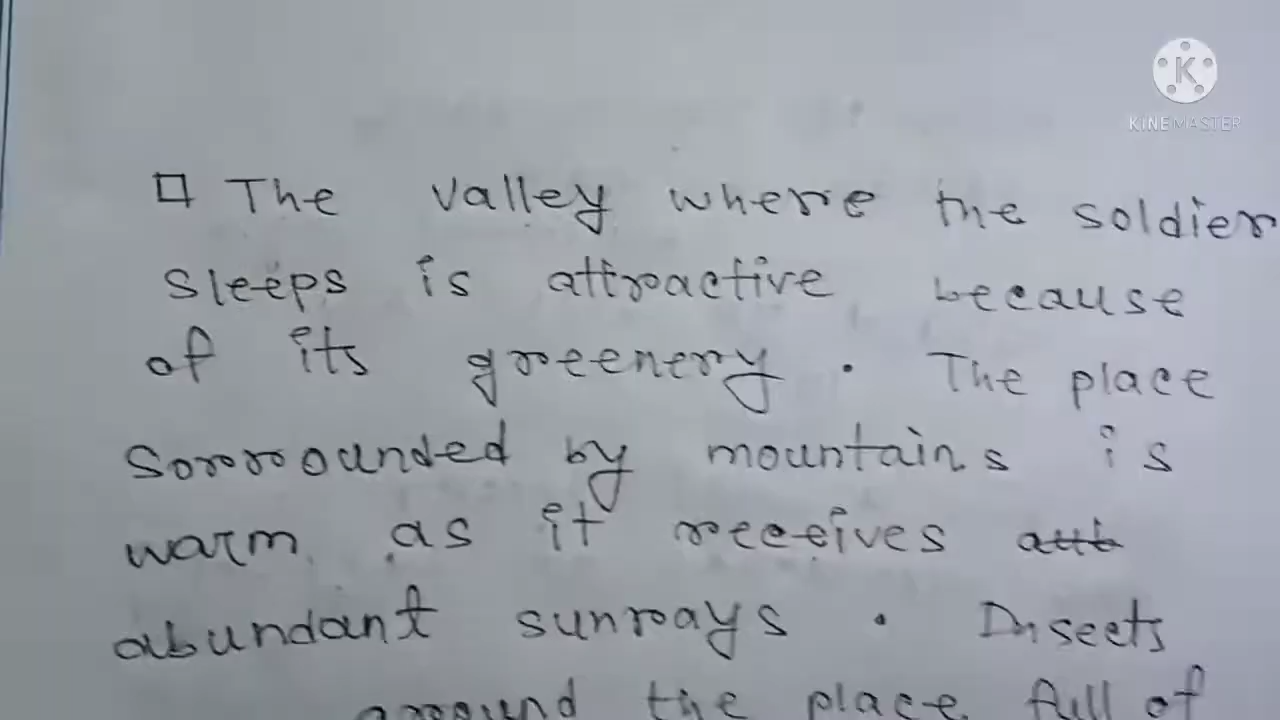 KINEMASTER
The valley where the soldier
sleeps is attractive because
of its greenery. The place
Sorrounded by mountains is
warm as it receives
abundant sunrays. Insects
around the place full of